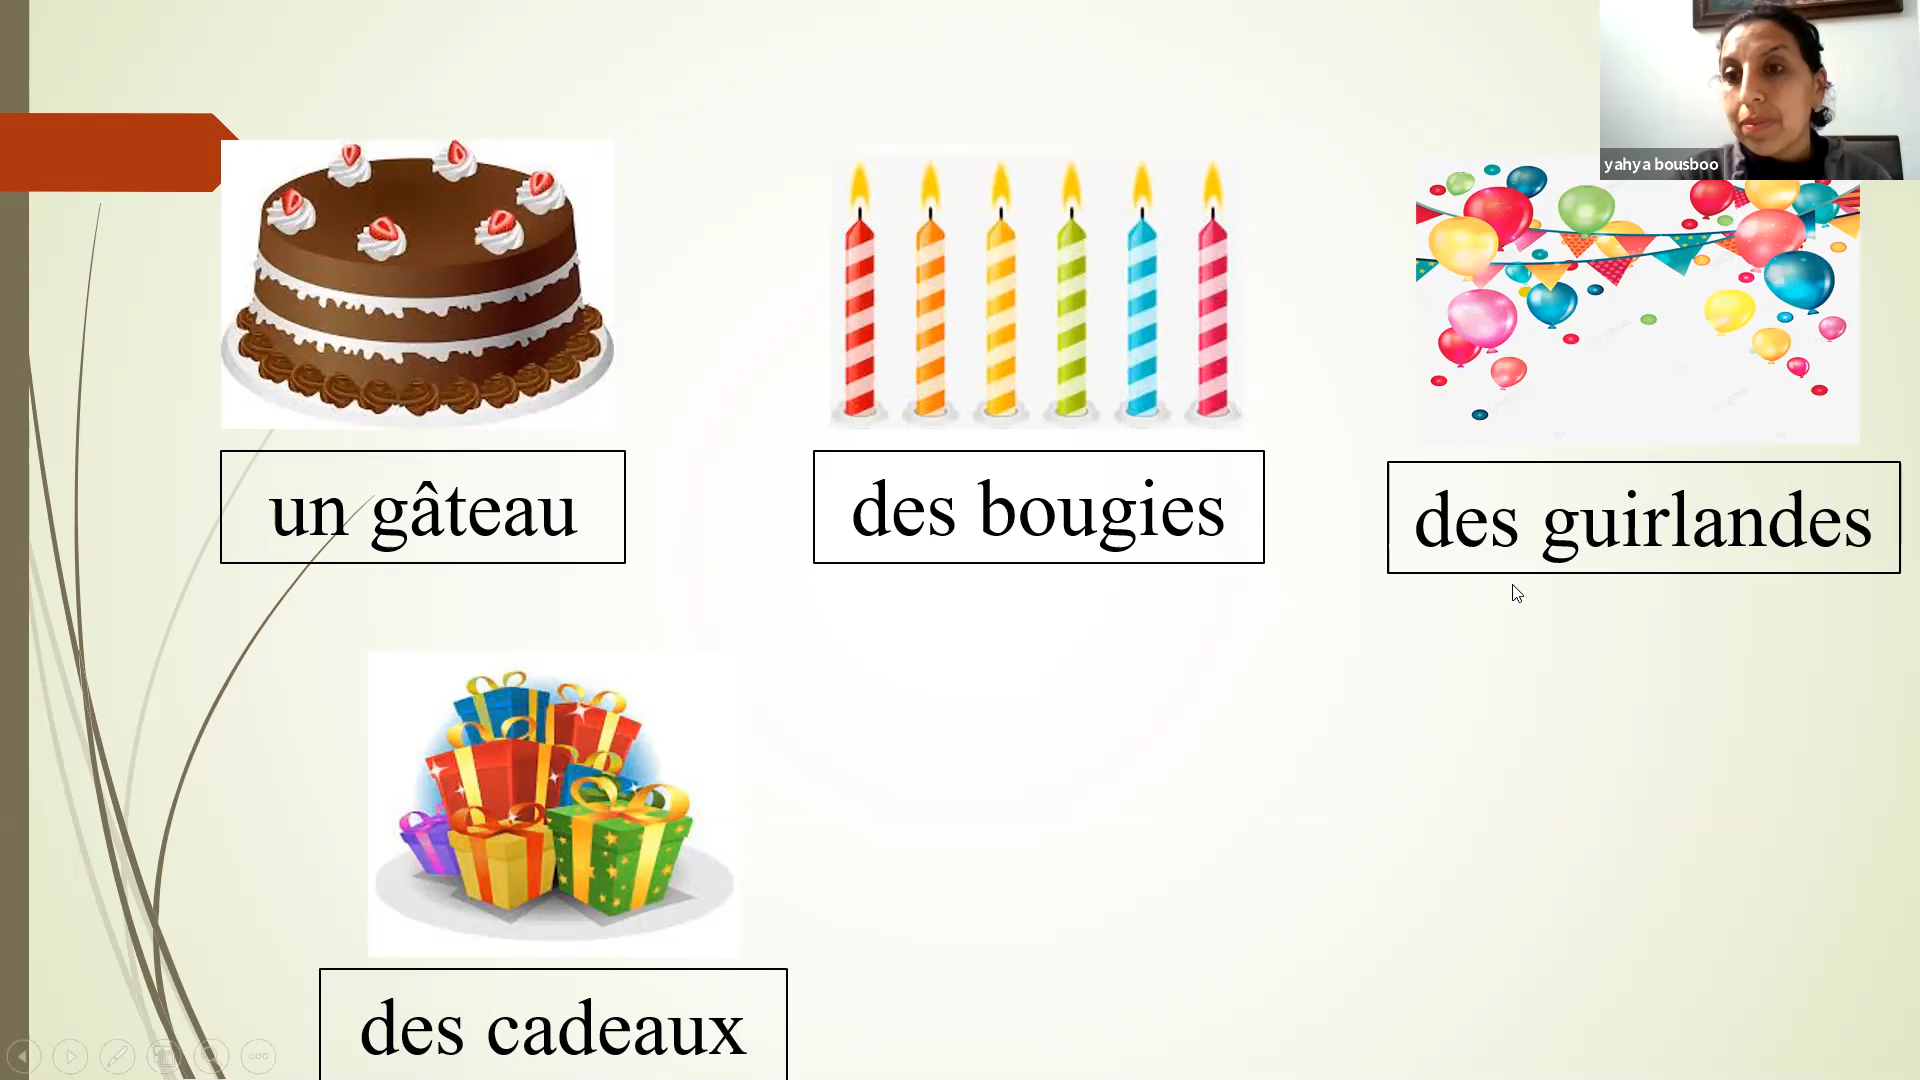 yahya bousboo
un gâteau
des bougies
des guirlandes
des cadeaux